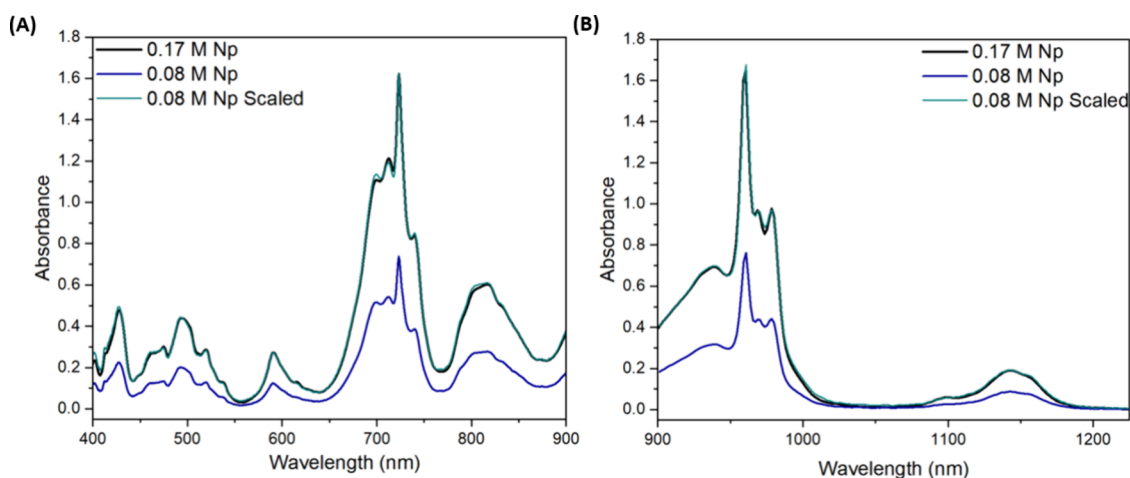 (A)
1.8
1.6
1.4
1.2
1.0
0.8
0.6
0.4
0.2
0.0
Absorbance
0.17 M Np
0.08 M Np
0.08 M Np Scaled
400 500 600 700 800 900
Wavelength (nm)
(B)
1.8
1.6
1.4
1.2
1.0
0.8
0.6
0.4
0.2
0.0
Absorbance
0.17 M Np
0.08 M Np
0.08 M Np Scaled
900 1000 1100 1200
Wavelength (nm)